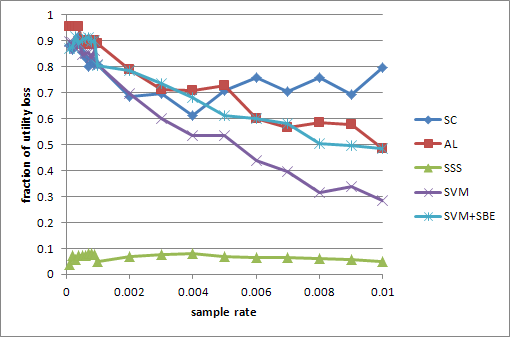 1
0.9
0.8
0.7
0.6
0.5
0.4
0.3
0.2
0.1
0
fraction of utility loss
0 0.002 0.004 0.006 0.008 0.01
sample rate
SC
AL
SSS
SVM
SVM+SBE